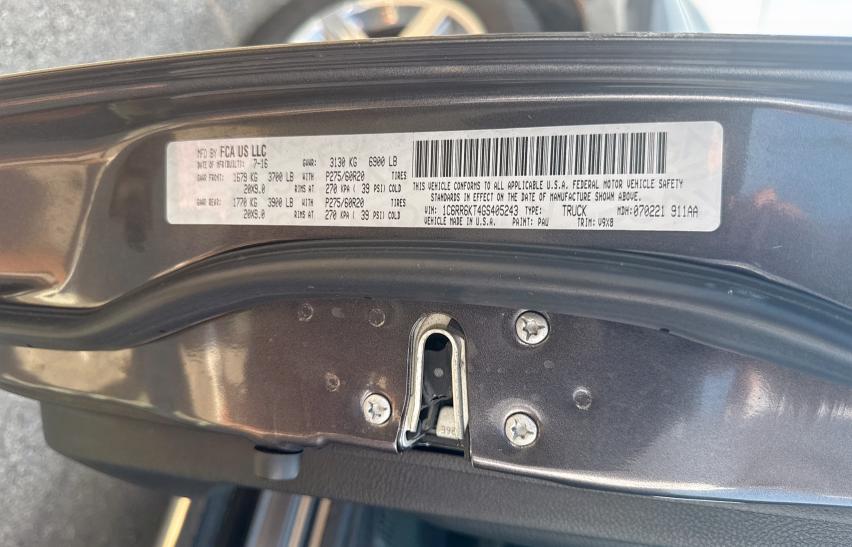 MFD BY FCA US LLC
DATE OF MFR(BUILT): 7-16 GVWR: 3130 KG 6900 LB
GAWR FRONT: 1679 KG 3700 LB WITH P275/60R20 TIRES
20X9.0 RIMS AT 270 KPA ( 39 PSI) COLD
GAWR REAR: 1770 KG 3900 LB WITH P275/60R20 TIRES
20X9.0 RIMS AT 270 KPA ( 39 PSI) COLD
THIS VEHICLE CONFORMS TO ALL APPLICABLE U.S.A. FEDERAL MOTOR VEHICLE SAFETY
STANDARDS IN EFFECT ON THE DATE OF MANUFACTURE SHOWN ABOVE.
VIN: 1C6RR6KT4GS405243 TYPE: TRUCK MDH: 070221 911AA
VEHICLE MADE IN U.S.A. PAINT: PAU TRIM: V9X8